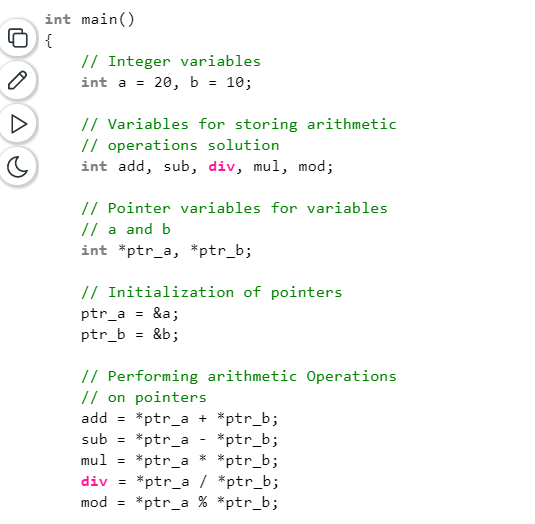 int main()
{
    // Integer variables
    int a = 20, b = 10;

    // Variables for storing arithmetic
    // operations solution
    int add, sub, div, mul, mod;

    // Pointer variables for variables
    // a and b
    int *ptr_a, *ptr_b;

    // Initialization of pointers
    ptr_a = &a;
    ptr_b = &b;

    // Performing arithmetic Operations
    // on pointers
    add = *ptr_a + *ptr_b;
    sub = *ptr_a - *ptr_b;
    mul = *ptr_a * *ptr_b;
    div = *ptr_a / *ptr_b;
    mod = *ptr_a % *ptr_b;